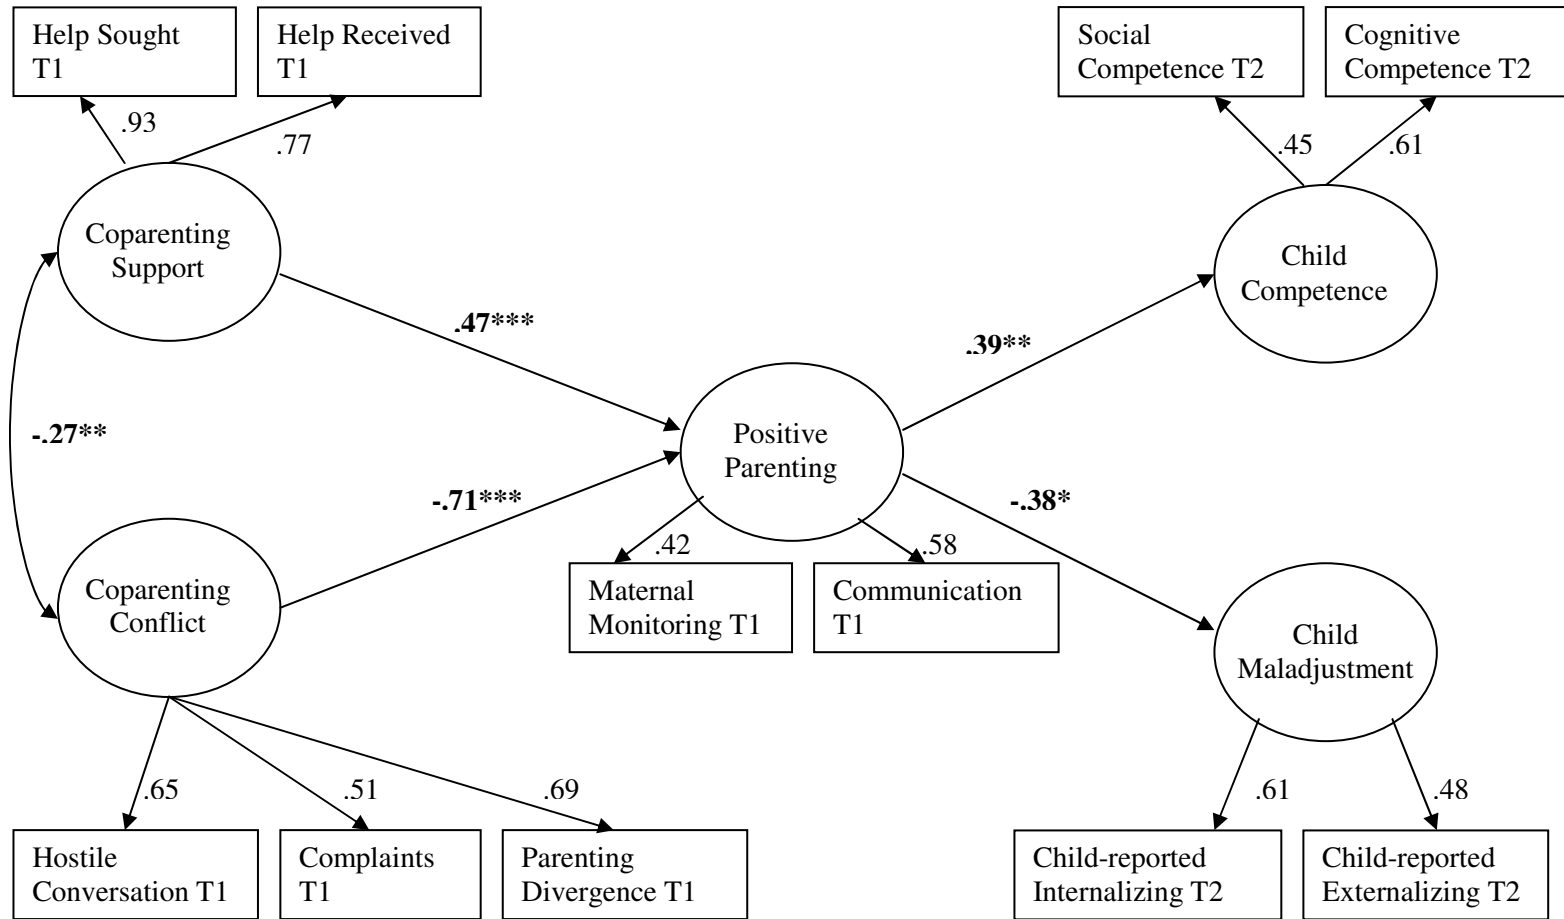 Help Sought
T1
Help Received
T1
Social
Competence T2
Cognitive
Competence T2
.93
.77
.45
.61
Coparenting
Support
Child
Competence
.47***
.39**
-.27**
Positive
Parenting
-.71***
-.38*
.42
.58
Coparenting
Conflict
Maternal
Monitoring T1
Communication
T1
Child
Maladjustment
.65
.51
.69
.61
.48
Hostile
Conversation T1
Complaints
T1
Parenting
Divergence T1
Child-reported
Internalizing T2
Child-reported
Externalizing T2